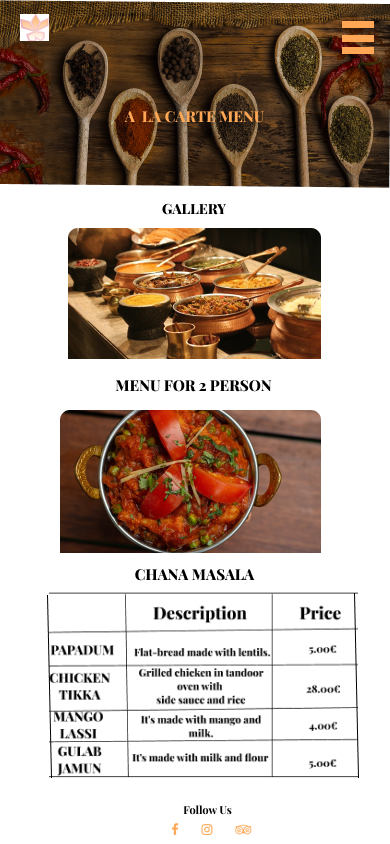 A LA CARTE MENU
GALLERY
MENU FOR 2 PERSON
CHANA MASALA
Description Price
PAPADUM Flat-bread made with lentils. 5.00€
CHICKEN TIKKA Grilled chicken in tandoor oven with side sauce and rice 28.00€
MANGO LASSI It's made with mango and milk. 4.00€
GULAB JAMUN It's made with milk and flour 5.00€
Follow Us